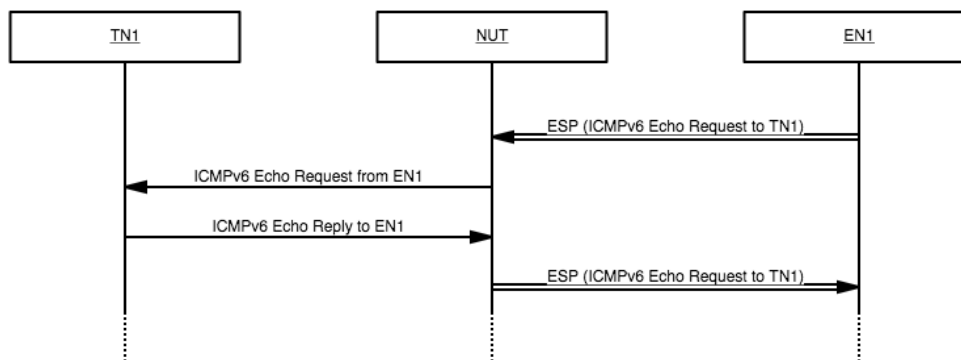 TN1
NUT
EN1
ESP (ICMPv6 Echo Request to TN1)
ICMPv6 Echo Request from EN1
ICMPv6 Echo Reply to EN1
ESP (ICMPv6 Echo Request to TN1)